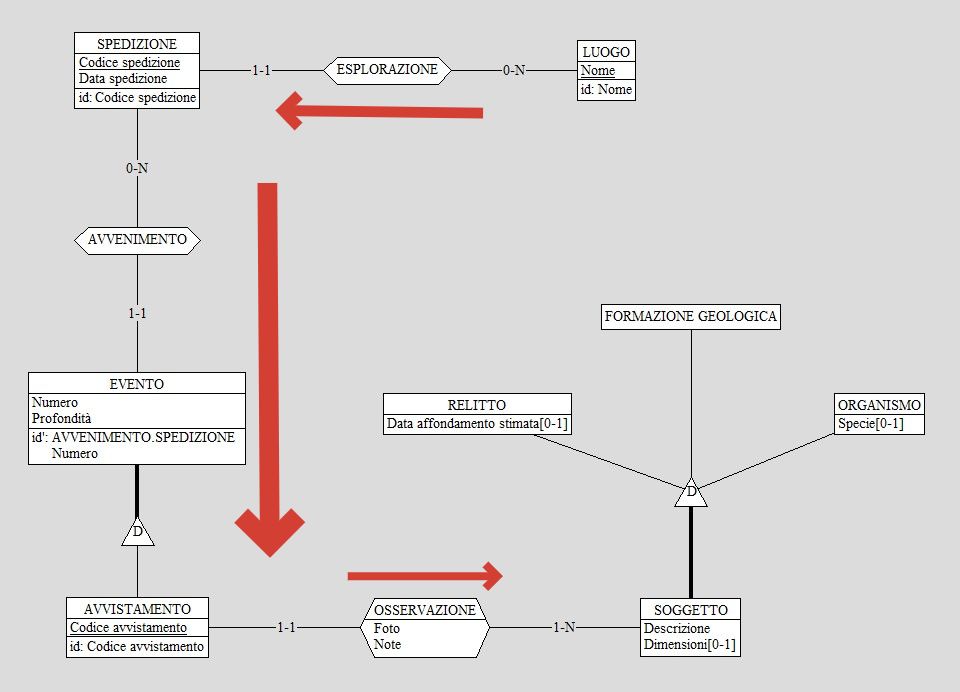 SPEDIZIONE
Codice spedizione
Data spedizione
id: Codice spedizione
1-1
ESPLORAZIONE
0-N
LUOGO
Nome
id: Nome
0-N
AVVENIMENTO
1-1
EVENTO
Numero
Profondità
id': AVVENIMENTO.SPEDIZIONE
Numero
D
AVVISTAMENTO
Codice avvistamento
id: Codice avvistamento
1-1
OSSERVAZIONE
Foto
Note
1-N
SOGGETTO
Descrizione
Dimensioni[0-1]
D
RELITTO
Data affondamento stimata[0-1]
FORMAZIONE GEOLOGICA
ORGANISMO
Specie[0-1]